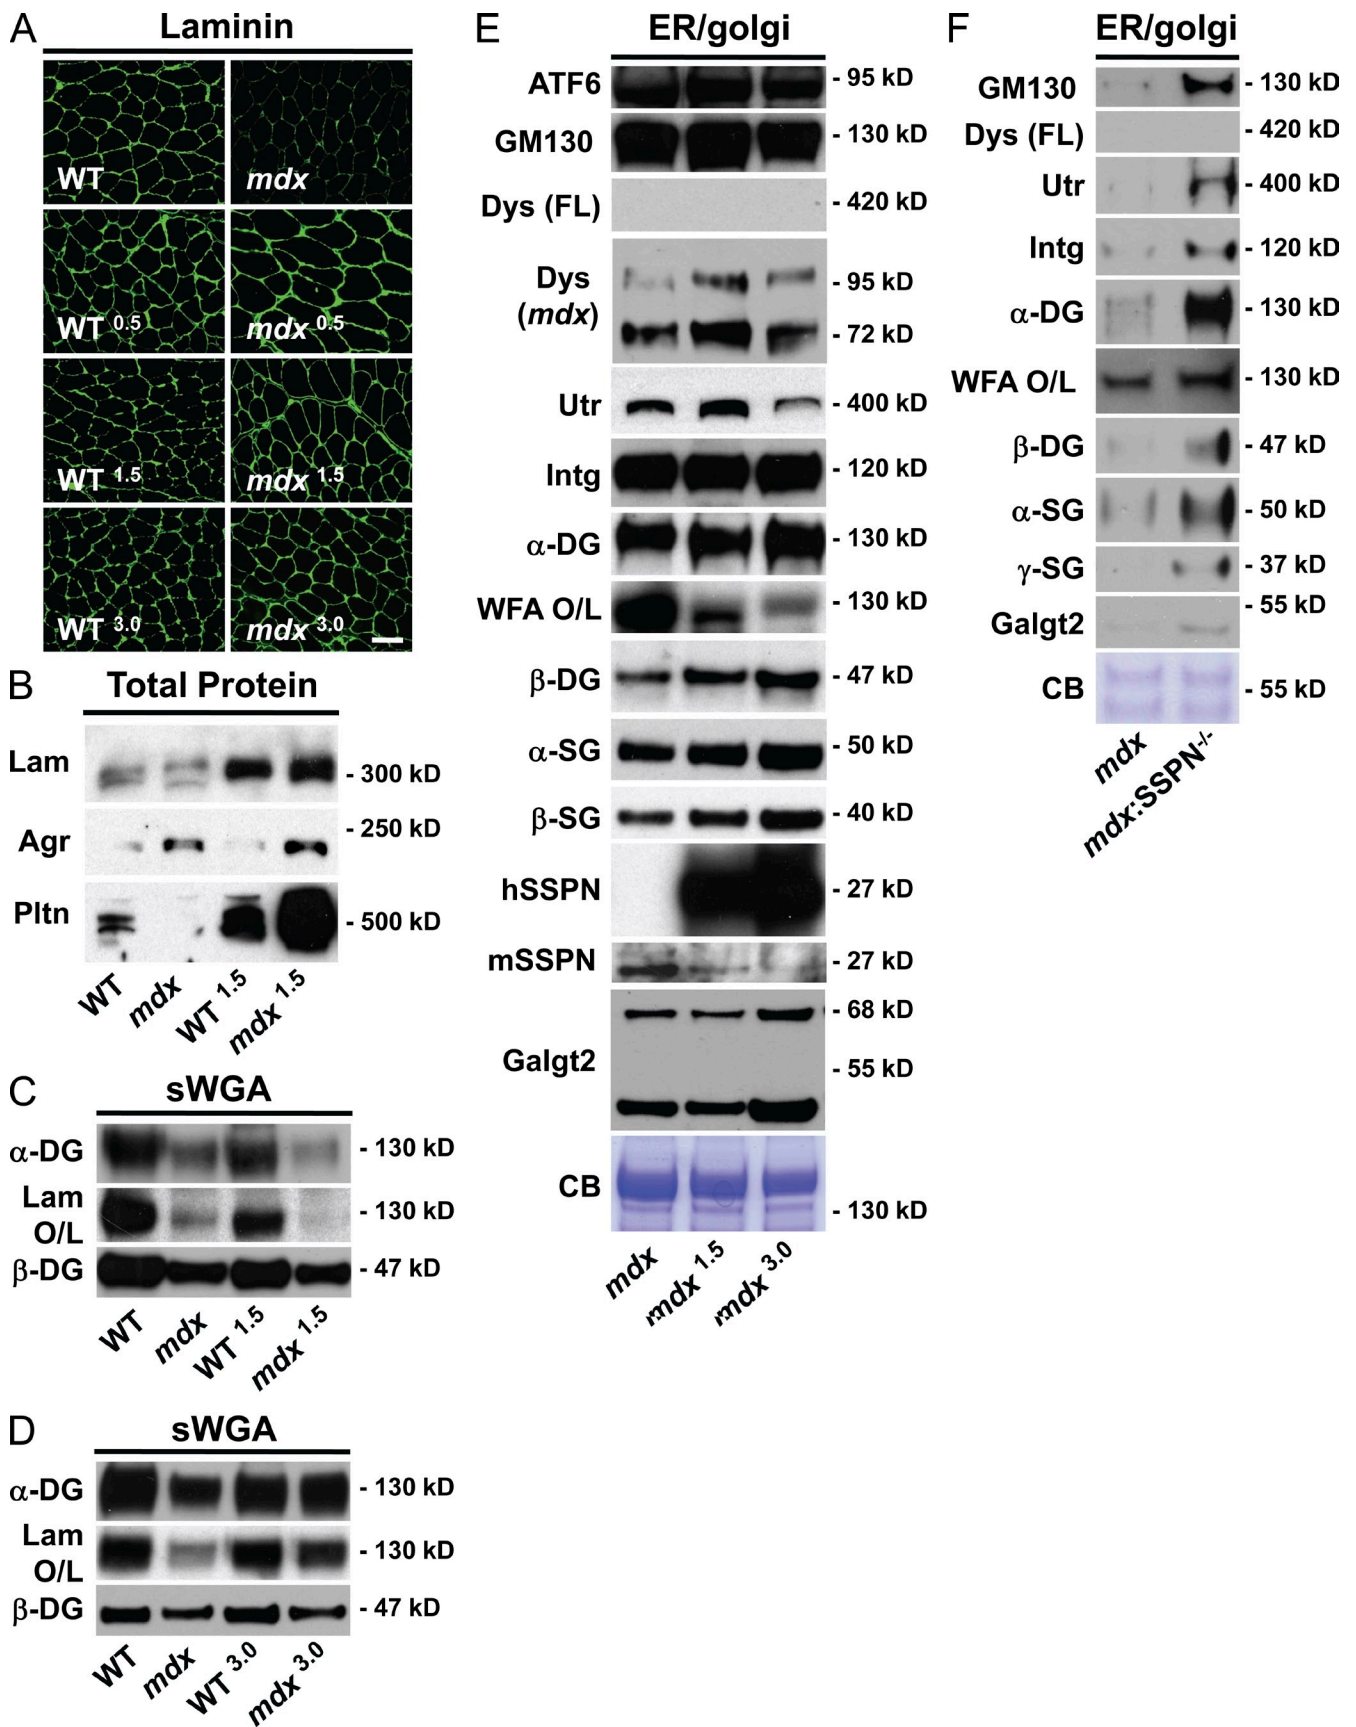 A
Laminin
WT
mdx
WT 0.5
mdx 0.5
WT 1.5
mdx 1.5
WT 3.0
mdx 3.0
B
Total Protein
Lam
- 300 kD
- 250 kD
Agr
Pltn
- 500 kD
WT
mdx
WT 1.5
mdx 1.5
C
sWGA
α-DG
- 130 kD
Lam
O/L
- 130 kD
β-DG
- 47 kD
WT
mdx
WT 1.5
mdx 1.5
D
sWGA
α-DG
- 130 kD
Lam
O/L
- 130 kD
β-DG
- 47 kD
WT
mdx
WT 3.0
mdx 3.0
E
ER/golgi
ATF6
- 95 kD
GM130
- 130 kD
Dys (FL)
- 420 kD
Dys
(mdx)
- 95 kD
- 72 kD
Utr
- 400 kD
Intg
- 120 kD
α-DG
- 130 kD
WFA O/L
- 130 kD
β-DG
- 47 kD
α-SG
- 50 kD
β-SG
- 40 kD
hSSPN
- 27 kD
mSSPN
- 27 kD
- 68 kD
Galgt2
- 55 kD
CB
- 130 kD
mdx
mdx 1.5
mdx 3.0
F
ER/golgi
GM130
- 130 kD
Dys (FL)
- 420 kD
Utr
- 400 kD
Intg
- 120 kD
α-DG
- 130 kD
WFA O/L
- 130 kD
β-DG
- 47 kD
α-SG
- 50 kD
γ-SG
- 37 kD
- 55 kD
Galgt2
CB
- 55 kD
mdx
mdx:SSPN-/-